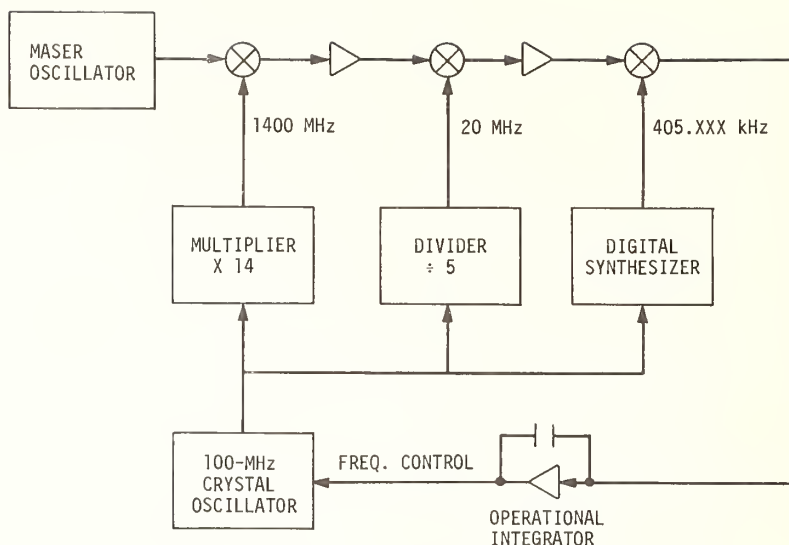 MASER
OSCILLATOR
1400 MHz
20 MHz
405.XXX kHz
MULTIPLIER
X 14
DIVIDER
÷ 5
DIGITAL
SYNTHESIZER
100-MHz
CRYSTAL
OSCILLATOR
FREQ. CONTROL
OPERATIONAL
INTEGRATOR